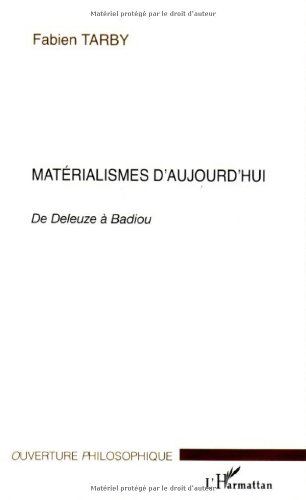 Matériel protégé par le droit d'auteur
Fabien TARBY
MATÉRIALISMES D'AUJOURD'HUI
De Deleuze à Badiou
OUVERTURE PHILOSOPHIQUE
L'Harmattan
Matériel protégé par le droit d'auteur